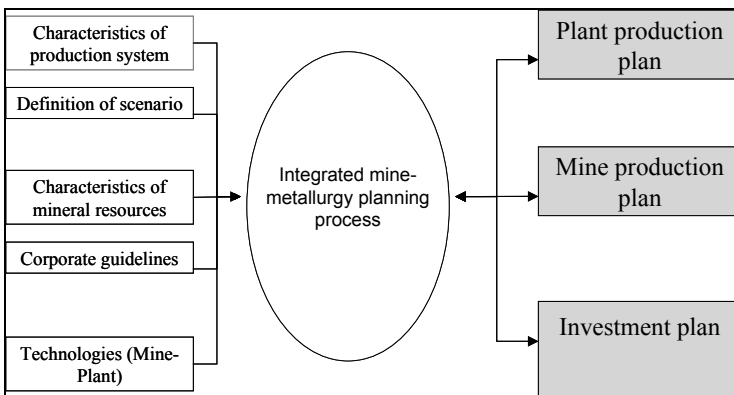 Characteristics of
production system
Definition of scenario
Characteristics of
mineral resources
Corporate guidelines
Technologies (Mine-
Plant)
Integrated mine-
metallurgy planning
process
Plant production
plan
Mine production
plan
Investment plan